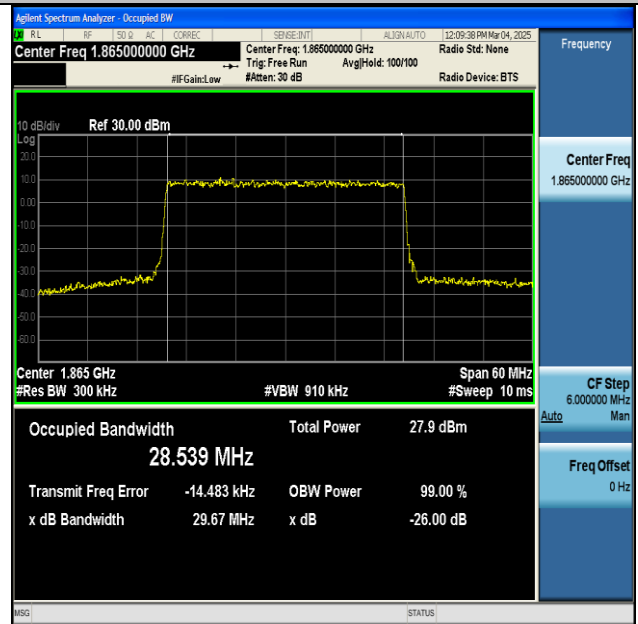 Agilent Spectrum Analyzer - Occupied BW
LXI RL RF 50 Ω AC CORREC SENSE:INT ALIGN AUTO 12:09:38 PM Mar 04, 2025
Center Freq 1.865000000 GHz
Center Freq: 1.865000000 GHz Radio Std: None
Trig: Free Run Avg|Hold: 100/100
#IFGain:Low #Atten: 30 dB Radio Device: BTS
10 dB/div Ref 30.00 dBm
Log
20.0
10.0
0.00
-10.0
-20.0
-30.0
-40.0
-50.0
-60.0
Center 1.865 GHz Span 60 MHz
#Res BW 300 kHz #VBW 910 kHz #Sweep 10 ms
Occupied Bandwidth Total Power 27.9 dBm
28.539 MHz
Transmit Freq Error -14.483 kHz OBW Power 99.00 %
x dB Bandwidth 29.67 MHz x dB -26.00 dB
MSG STATUS
Frequency
Center Freq
1.865000000 GHz
CF Step
6.000000 MHz
Auto Man
Freq Offset
0 Hz